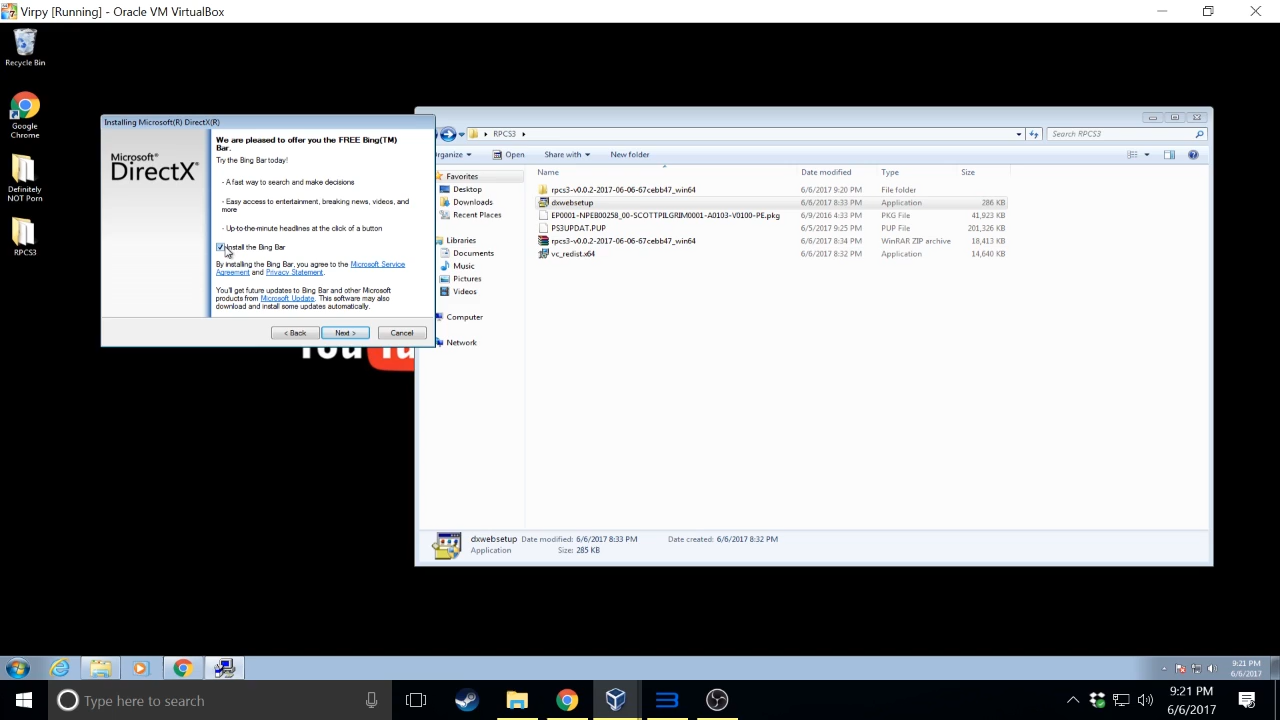 Virpy [Running] - Oracle VM VirtualBox
Recycle Bin
Google
Chrome
Definitely
NOT Porn
RPCS3
Installing Microsoft(R) DirectX(R)
Microsoft®
DirectX®
We are pleased to offer you the FREE Bing(TM)
Bar.
Try the Bing Bar today!
- A fast way to search and make decisions
- Easy access to entertainment, breaking news, videos, and
more
- Up-to-the-minute headlines at the click of a button
Install the Bing Bar
By installing the Bing Bar, you agree to the Microsoft Service
Agreement and Privacy Statement.
You'll get future updates to Bing Bar and other Microsoft
products from Microsoft Update. This software may also
download and install some updates automatically.
< Back
Next >
Cancel
RPCS3
Search RPCS3
rganize
Open
Share with
New folder
Favorites
Desktop
Downloads
Recent Places
Libraries
Documents
Music
Pictures
Videos
Computer
Network
Name
Date modified
Type
Size
rpcs3-v0.0.2-2017-06-06-67cebb47_win64
6/6/2017 9:20 PM
File folder
dxwebsetup
6/6/2017 8:33 PM
Application
286 KB
EP0001-NPEB00258_00-SCOTTPILGRIM0001-A0103-V0100-PE.pkg
6/9/2016 4:33 PM
PKG File
41,923 KB
PS3UPDAT.PUP
6/5/2017 9:25 PM
PUP File
201,326 KB
rpcs3-v0.0.2-2017-06-06-67cebb47_win64
6/6/2017 8:34 PM
WinRAR ZIP archive
18,413 KB
vc_redist.x64
6/6/2017 8:32 PM
Application
14,640 KB
dxwebsetup
Date modified: 6/6/2017 8:33 PM
Date created: 6/6/2017 8:32 PM
Application
Size: 285 KB
9:21 PM
6/6/2017
Type here to search
9:21 PM
6/6/2017